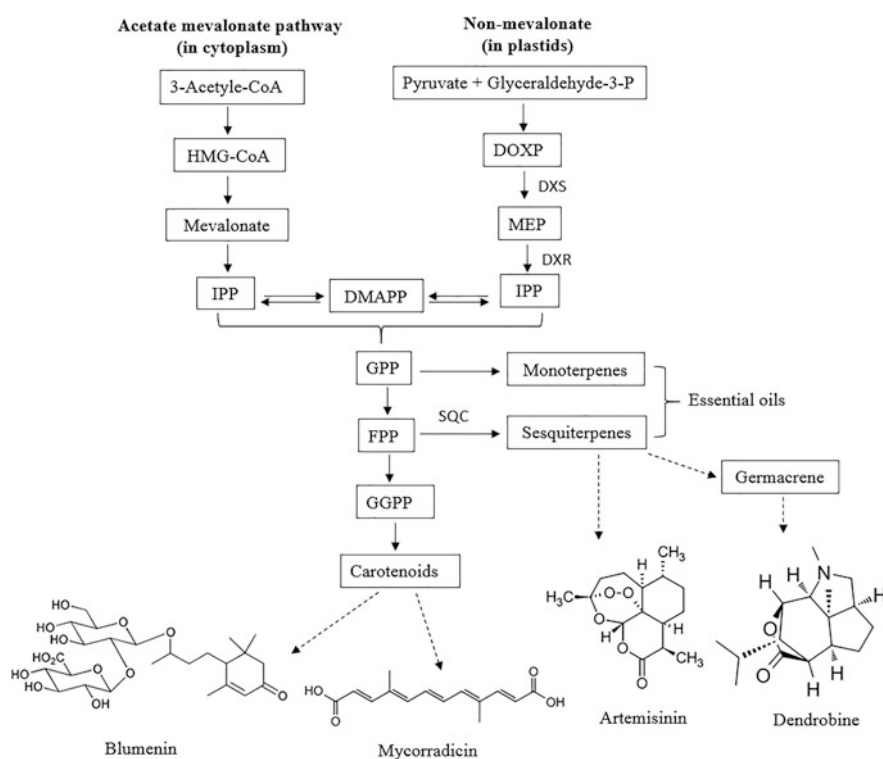 Acetate mevalonate pathway
(in cytoplasm)
Non-mevalonate
(in plastids)
3-Acetyle-CoA
Pyruvate + Glyceraldehyde-3-P
HMG-CoA
DOXP
DXS
Mevalonate
MEP
DXR
IPP
DMAPP
IPP
GPP
Monoterpenes
Essential oils
SQC
FPP
Sesquiterpenes
Germacrene
GGPP
Carotenoids
HO
HO
HO
O
O
O
HO₂C
HO
HO
OH
O
O
O
HO
O
O
OH
CH₃
H
H₃C
O-O
O
H
O
H
CH₃
O
N
H
H
H
O
O
H
H
Blumenin
Mycorradicin
Artemisinin
Dendrobine